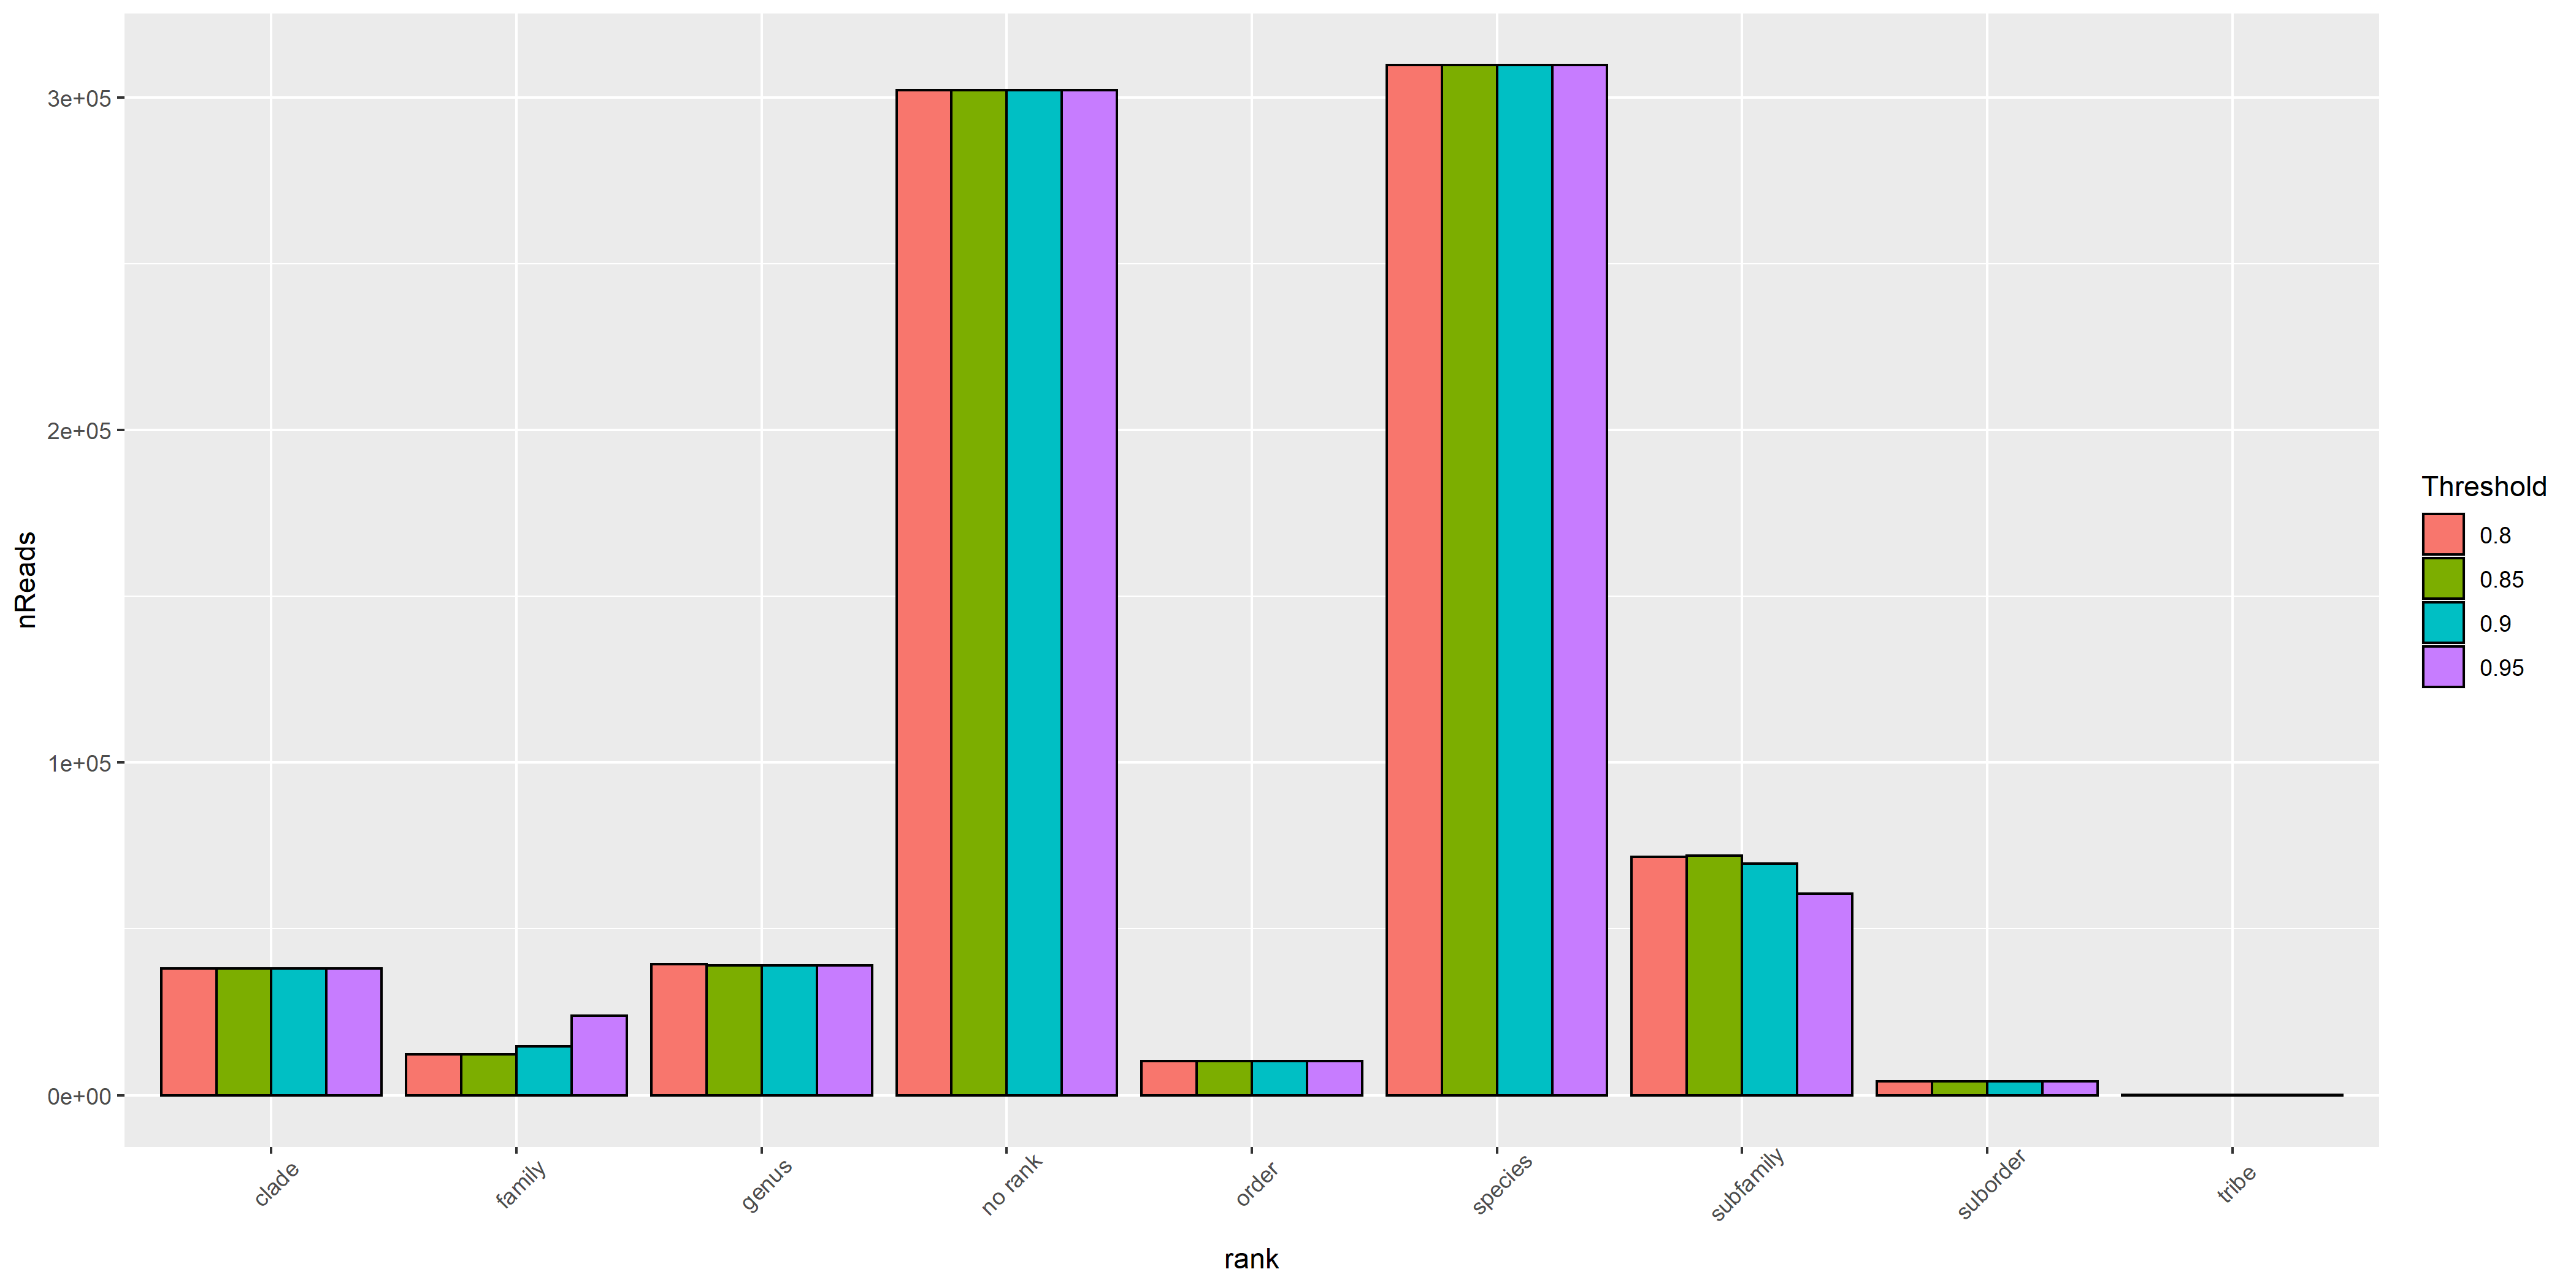 nReads
3e+05
2e+05
1e+05
0e+00
clade
family
genus
no rank
order
species
subfamily
suborder
tribe
rank
Threshold
0.8
0.85
0.9
0.95